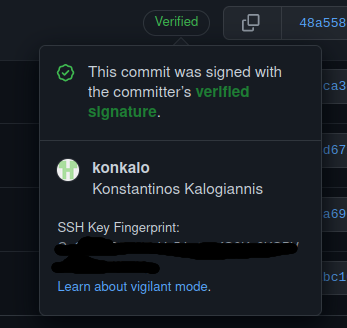 Verified
48a558
This commit was signed with
the committer's verified
signature.
ca3
d67
konkalo
Konstantinos Kalogiannis
a69
SSH Key Fingerprint:
bc1
Learn about vigilant mode.